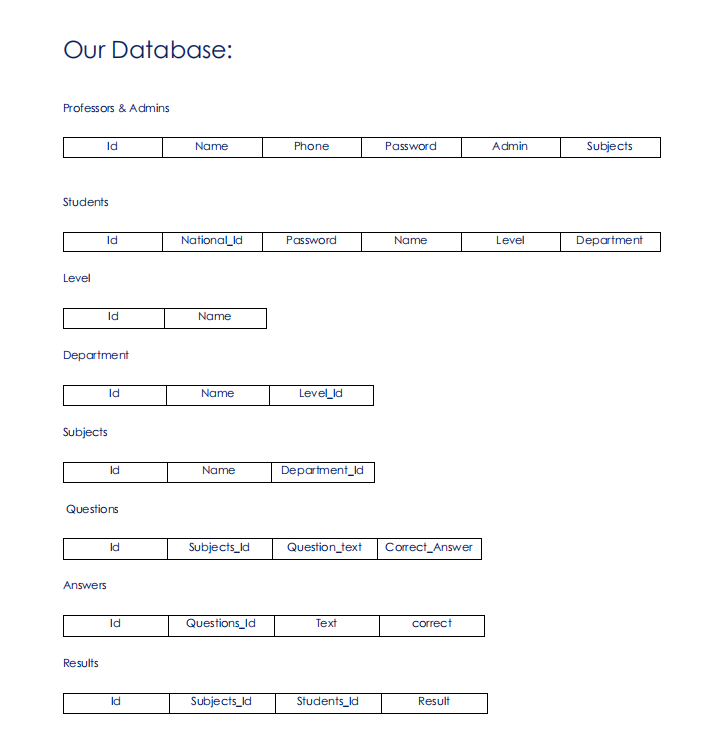 Our Database:
Professors & Admins
Id Name Phone Password Admin Subjects
Students
Id National_Id Password Name Level Department
Level
Id Name
Department
Id Name Level_Id
Subjects
Id Name Department_Id
Questions
Id Subjects_Id Question_text Correct_Answer
Answers
Id Questions_Id Text correct
Results
Id Subjects_Id Students_Id Result